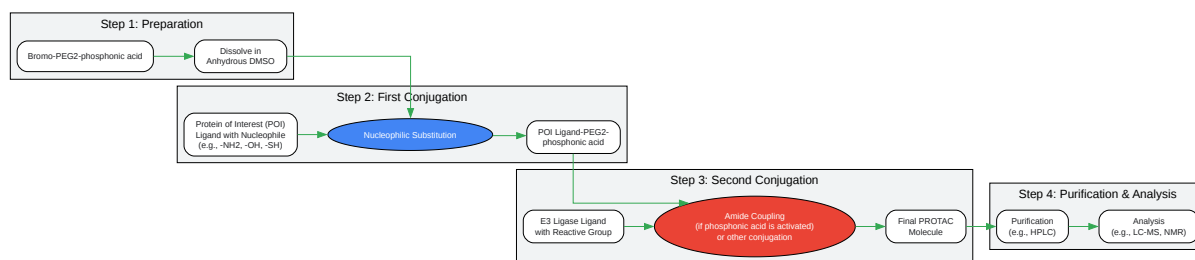 Step 1: Preparation
Bromo-PEG2-phosphonic acid
Dissolve in
Anhydrous DMSO
Step 2: First Conjugation
Protein of Interest (POI)
Ligand with Nucleophile
(e.g., -NH2, -OH, -SH)
Nucleophilic Substitution
POI Ligand-PEG2-
phosphonic acid
Step 3: Second Conjugation
E3 Ligase Ligand
with Reactive Group
Amide Coupling
(if phosphonic acid is activated)
or other conjugation
Final PROTAC
Molecule
Step 4: Purification & Analysis
Purification
(e.g., HPLC)
Analysis
(e.g., LC-MS, NMR)